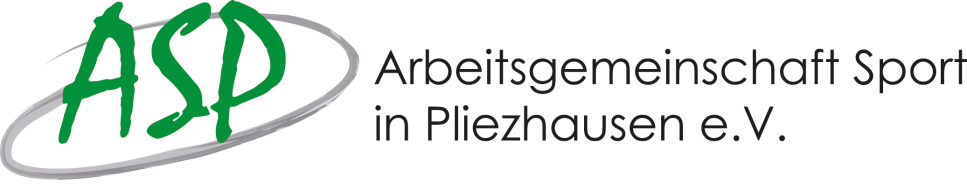 ASP
Arbeitsgemeinschaft Sport
in Pliezhausen e.V.